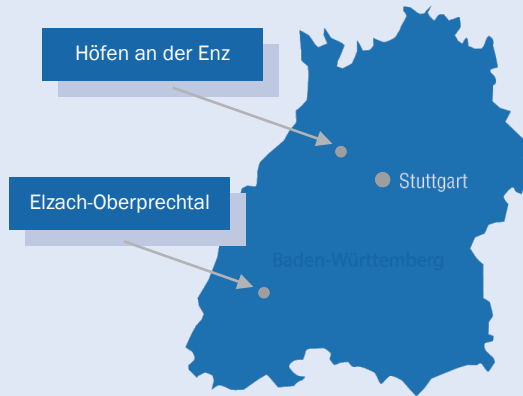 Höfen an der Enz
Stuttgart
Elzach-Oberprechtal
Baden-Württemberg